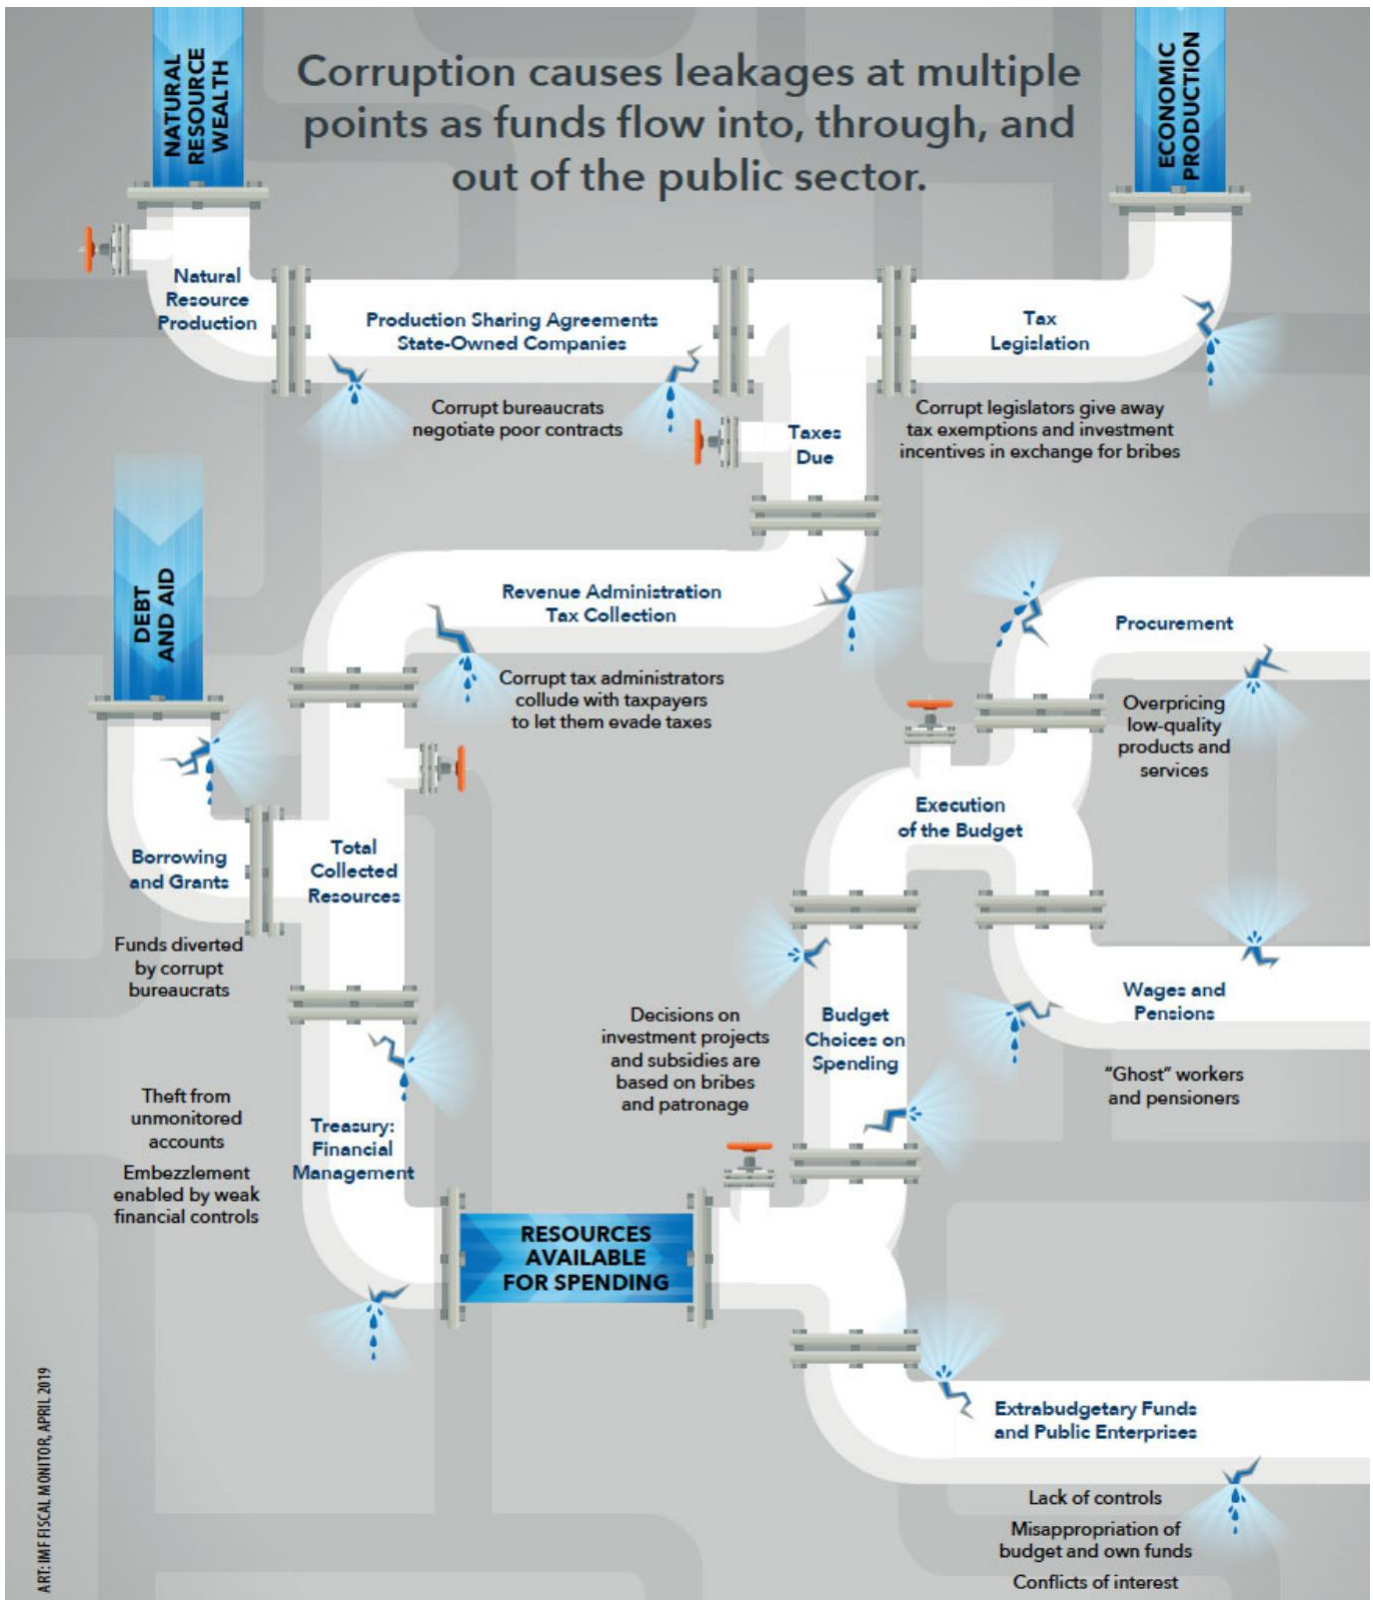 Corruption causes leakages at multiple
points as funds flow into, through, and
out of the public sector.
NATURAL
RESOURCE
WEALTH
ECONOMIC
PRODUCTION
Natural
Resource
Production
Production Sharing Agreements
State-Owned Companies
Tax
Legislation
Corrupt bureaucrats
negotiate poor contracts
Taxes
Due
Corrupt legislators give away
tax exemptions and investment
incentives in exchange for bribes
DEBT
AND AID
Revenue Administration
Tax Collection
Corrupt tax administrators
collude with taxpayers
to let them evade taxes
Procurement
Overpricing
low-quality
products and
services
Execution
of the Budget
Borrowing
and Grants
Total
Collected
Resources
Funds diverted
by corrupt
bureaucrats
Decisions on
investment projects
and subsidies are
based on bribes
and patronage
Budget
Choices on
Spending
Wages and
Pensions
"Ghost" workers
and pensioners
Theft from
unmonitored
accounts
Embezzlement
enabled by weak
financial controls
Treasury:
Financial
Management
RESOURCES
AVAILABLE
FOR SPENDING
Extrabudgetary Funds
and Public Enterprises
Lack of controls
Misappropriation of
budget and own funds
Conflicts of interest
ART: IMF FISCAL MONITOR, APRIL 2019